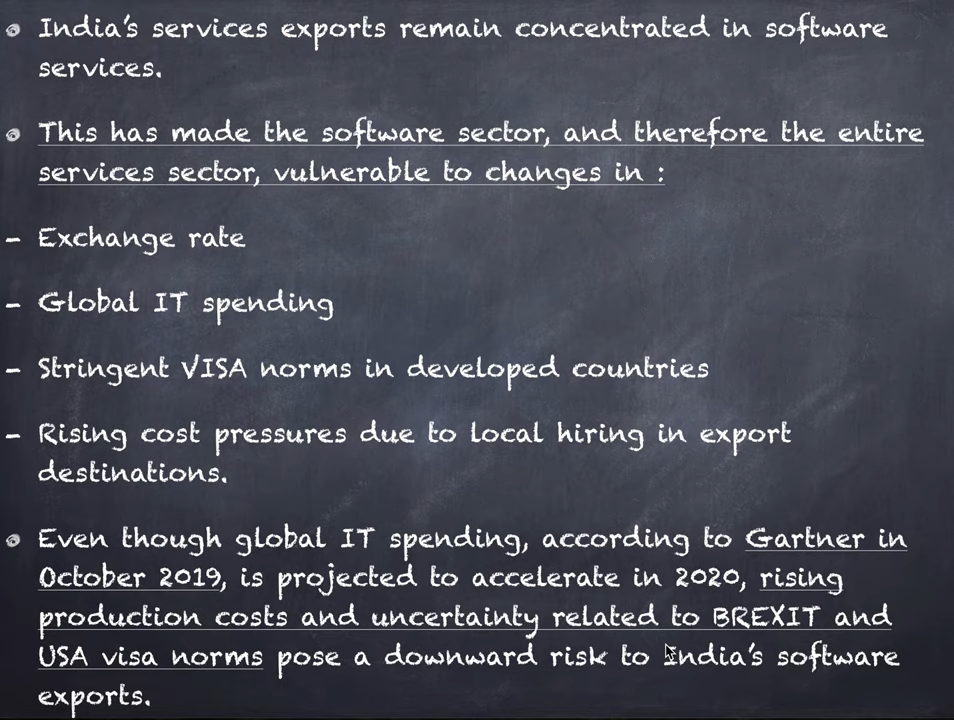 India's services exports remain concentrated in software
services.
This has made the software sector, and therefore the entire
services sector, vulnerable to changes in :
- Exchange rate
- Global IT spending
- Stringent VISA norms in developed countries
- Rising cost pressures due to local hiring in export
destinations.
Even though global IT spending, according to Gartner in
October 2019, is projected to accelerate in 2020, rising
production costs and uncertainty related to BREXIT and
USA visa norms pose a downward risk to India's software
exports.